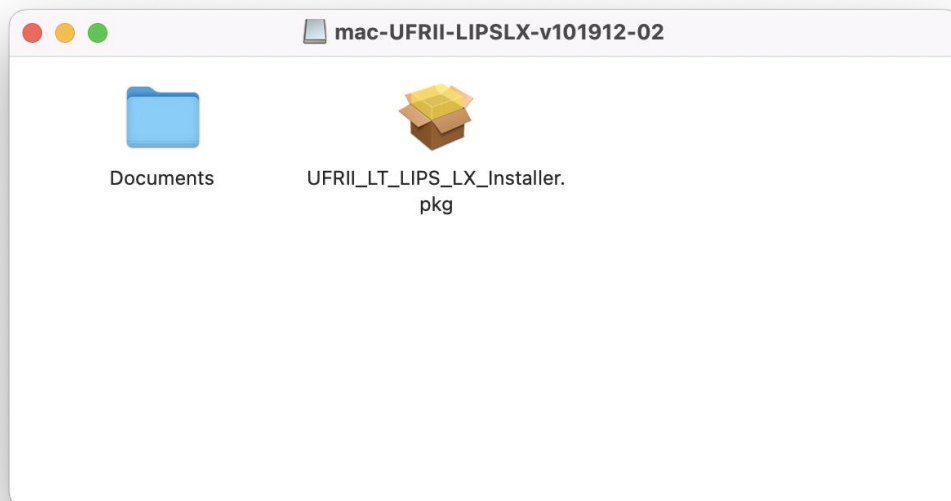 mac-UFRII-LIPSLX-v101912-02
Documents
UFRII_LT_LIPS_LX_Installer.
pkg